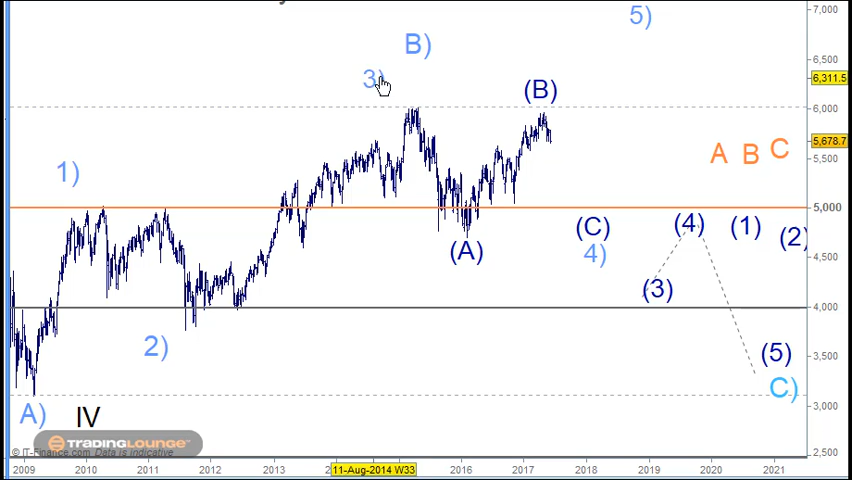 7,000
5)
6,500
B)
3)
6,311.5
(B)
6,000
5,678.7
A B C
5,500
1)
5,000
(4) (1) (2)
(C)
(A)
4)
4,500
(3)
4,000
2)
(5)
3,500
C)
A)
IV
3,000
TRADINGLOUNGE™
© IT-Finance.com Data is indicative
2,500
2009 2010 2011 2012 2 11-Aug-2014 W33 2016 2017 2018 2019 2020 2021